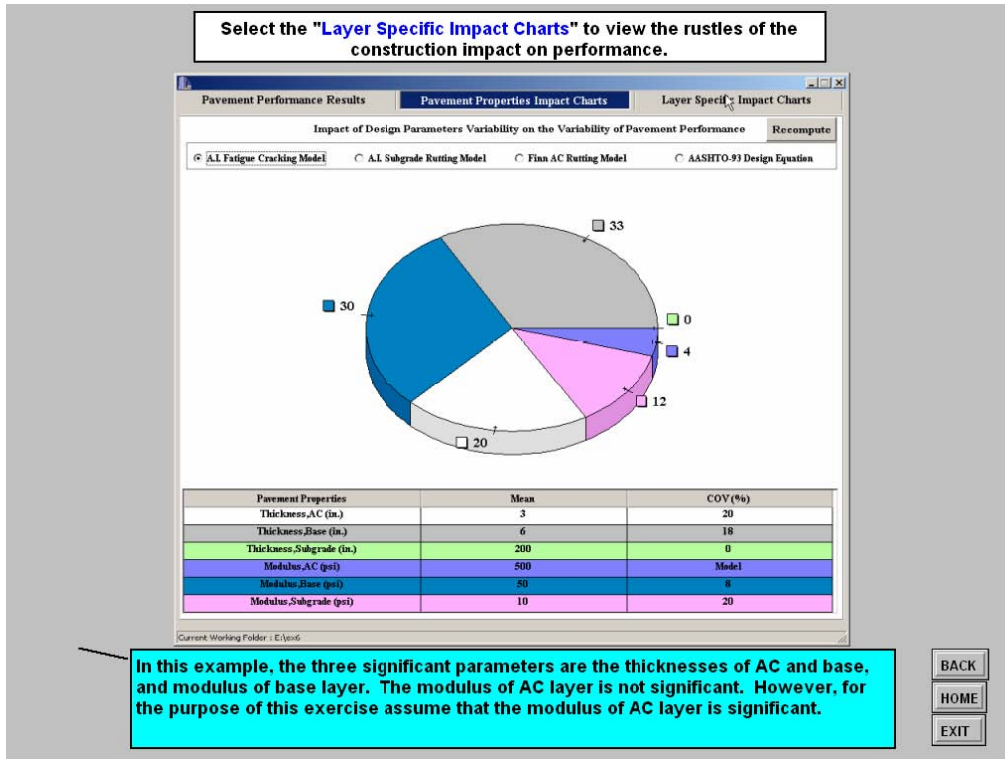 Select the "Layer Specific Impact Charts" to view the rustles of the
construction impact on performance.
Pavement Performance Results Pavement Properties Impact Charts Layer Specific Impact Charts
Impact of Design Parameters Variability on the Variability of Pavement Performance Recompute
A.I. Fatigue Cracking Model A.I. Subgrade Rutting Model Finn AC Rutting Model AASHTO-93 Design Equation
33
30
0
4
12
20
Pavement Properties Mean COV(%)
Thickness,AC (in.) 3 20
Thickness,Base (in.) 6 18
Thickness,Subgrade (in.) 200 0
Modulus,AC (psi) 500 Model
Modulus,Base (psi) 50 8
Modulus,Subgrade (psi) 10 20
Current Working Folder : E:\ex6
In this example, the three significant parameters are the thicknesses of AC and base,
and modulus of base layer. The modulus of AC layer is not significant. However, for
the purpose of this exercise assume that the modulus of AC layer is significant.
BACK
HOME
EXIT